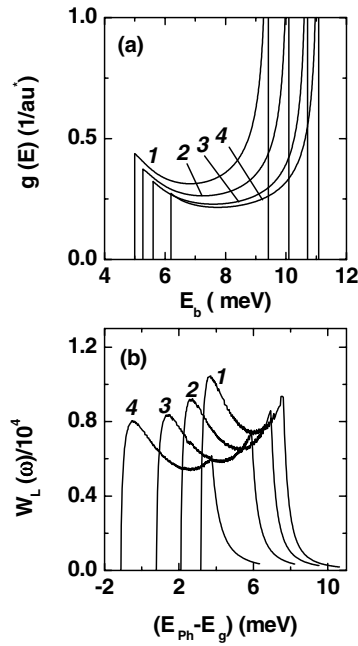 (a)
g (E) (1/au*)
1.0
0.5
0.0
1
2
3
4
4 6 8 10 12
E_b ( meV)
(b)
W_L (ω)/10^4
1.2
0.8
0.4
0.0
4 3 2 1
-2 2 6 10
(E_Ph-E_g) (meV)